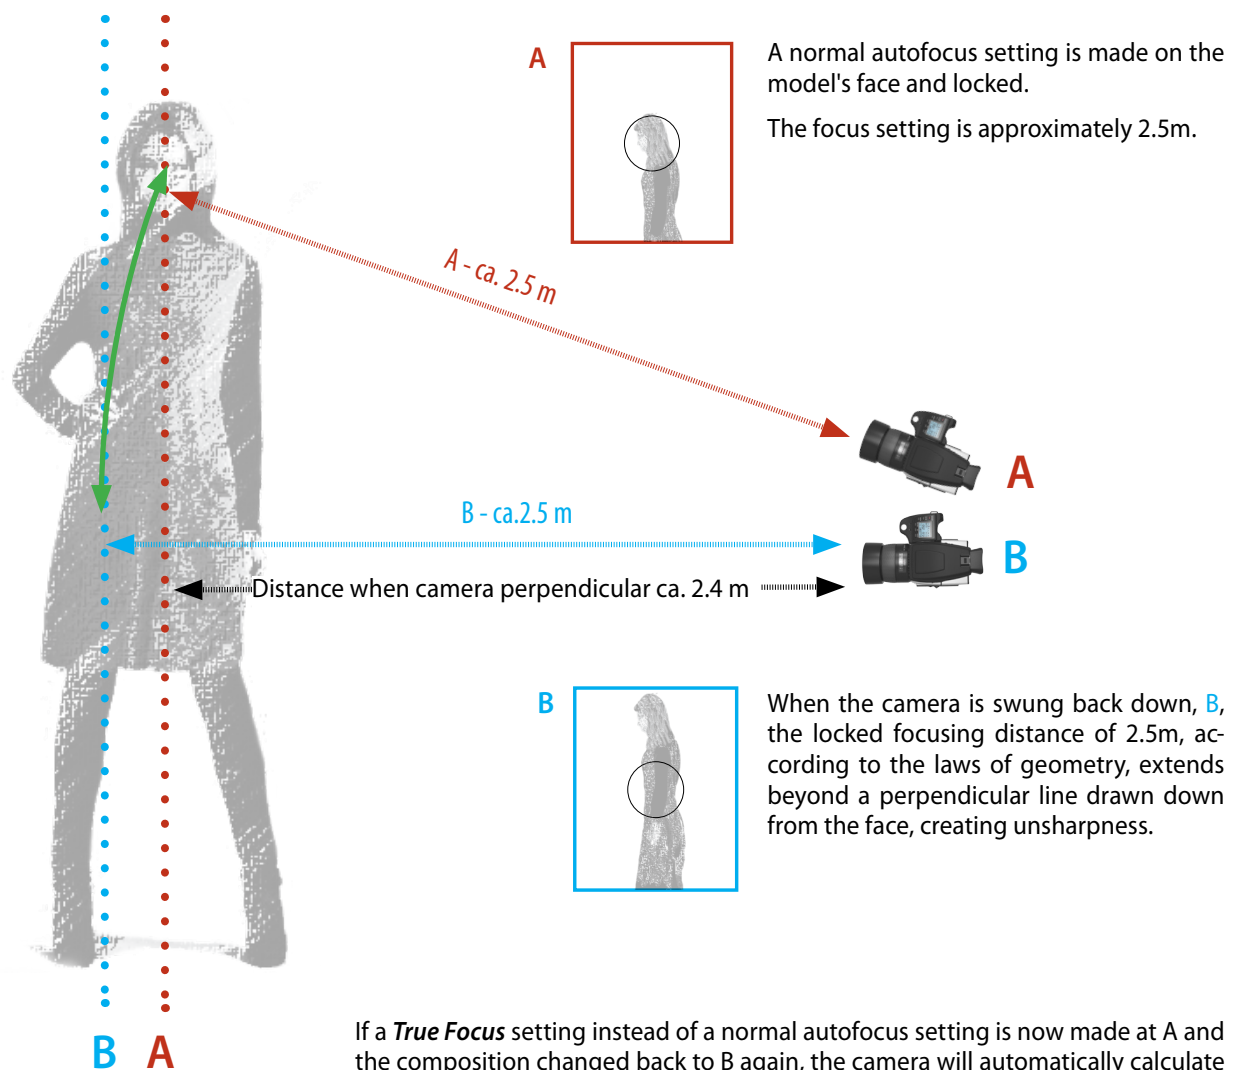 A
A normal autofocus setting is made on the
model's face and locked.
The focus setting is approximately 2.5m.
A - ca. 2.5 m
A
B - ca.2.5 m
B
Distance when camera perpendicular ca. 2.4 m
B
When the camera is swung back down, B,
the locked focusing distance of 2.5m, ac-
cording to the laws of geometry, extends
beyond a perpendicular line drawn down
from the face, creating unsharpness.
B A
If a True Focus setting instead of a normal autofocus setting is now made at A and
the composition changed back to B again, the camera will automatically calculate